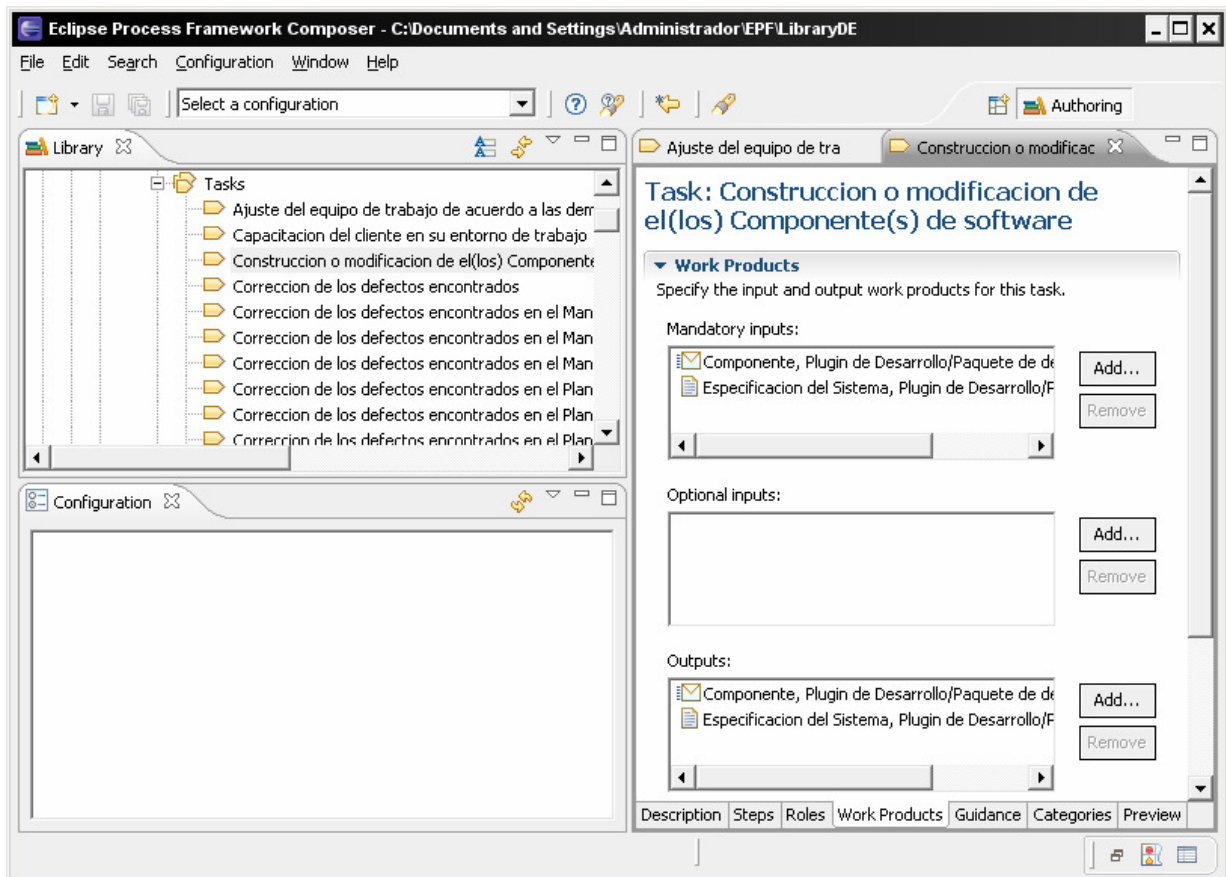 Eclipse Process Framework Composer - C:\Documents and Settings\Administrador\EPF\LibraryDE
File Edit Search Configuration Window Help
Select a configuration
Authoring
Library
Tasks
Ajuste del equipo de trabajo de acuerdo a las dem
Capacitacion del cliente en su entorno de trabajo
Construccion o modificacion de el(los) Componente
Correccion de los defectos encontrados
Correccion de los defectos encontrados en el Man
Correccion de los defectos encontrados en el Man
Correccion de los defectos encontrados en el Man
Correccion de los defectos encontrados en el Plan
Correccion de los defectos encontrados en el Plan
Correccion de los defectos encontrados en el Plan
Configuration
Ajuste del equipo de tra
Construccion o modificac
Task: Construccion o modificacion de
el(los) Componente(s) de software
Work Products
Specify the input and output work products for this task.
Mandatory inputs:
Componente, Plugin de Desarrollo/Paquete de de
Especificacion del Sistema, Plugin de Desarrollo/P
Add...
Remove
Optional inputs:
Add...
Remove
Outputs:
Componente, Plugin de Desarrollo/Paquete de de
Especificacion del Sistema, Plugin de Desarrollo/P
Add...
Remove
Description Steps Roles Work Products Guidance Categories Preview